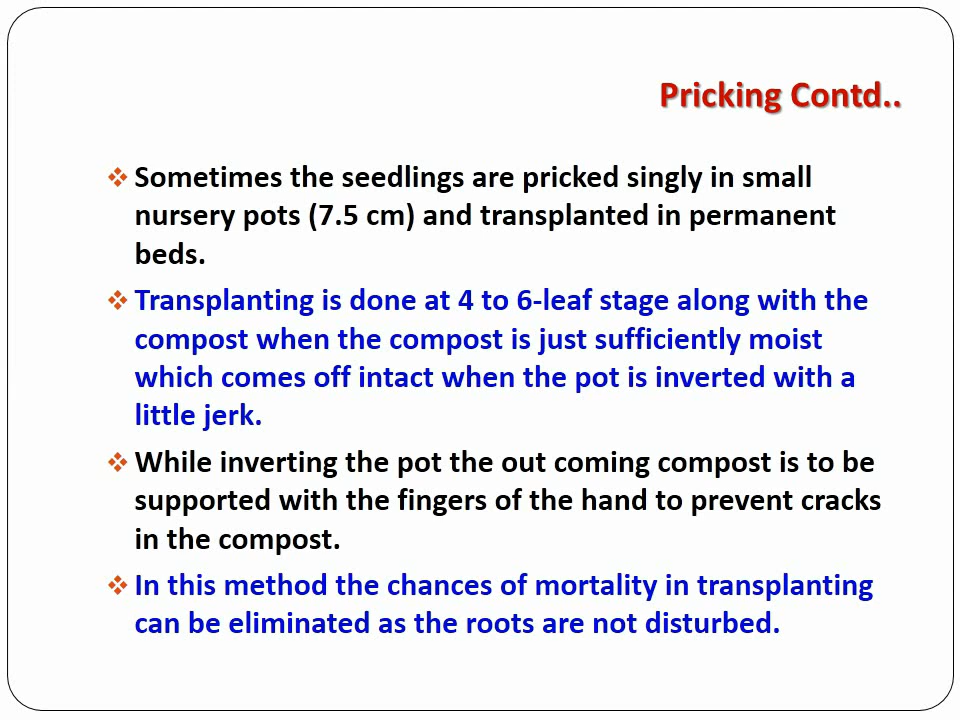 Pricking Contd..
❖ Sometimes the seedlings are pricked singly in small
nursery pots (7.5 cm) and transplanted in permanent
beds.
❖ Transplanting is done at 4 to 6-leaf stage along with the
compost when the compost is just sufficiently moist
which comes off intact when the pot is inverted with a
little jerk.
❖ While inverting the pot the out coming compost is to be
supported with the fingers of the hand to prevent cracks
in the compost.
❖ In this method the chances of mortality in transplanting
can be eliminated as the roots are not disturbed.